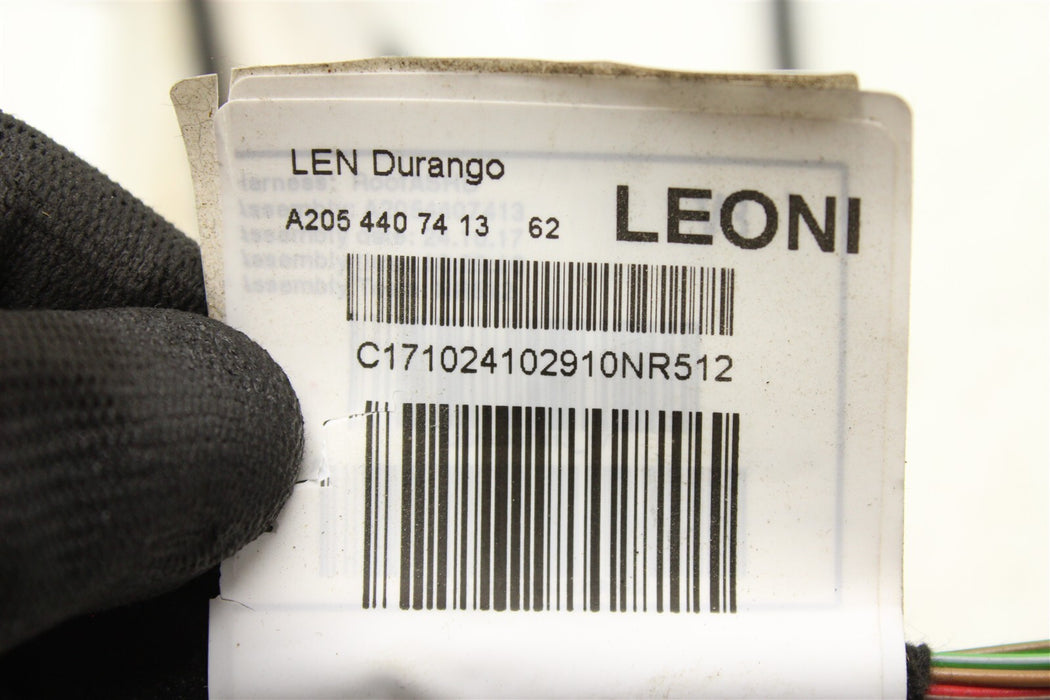 LEN Durango
LEONI
A205 440 74 13 62
C171024102910NR512